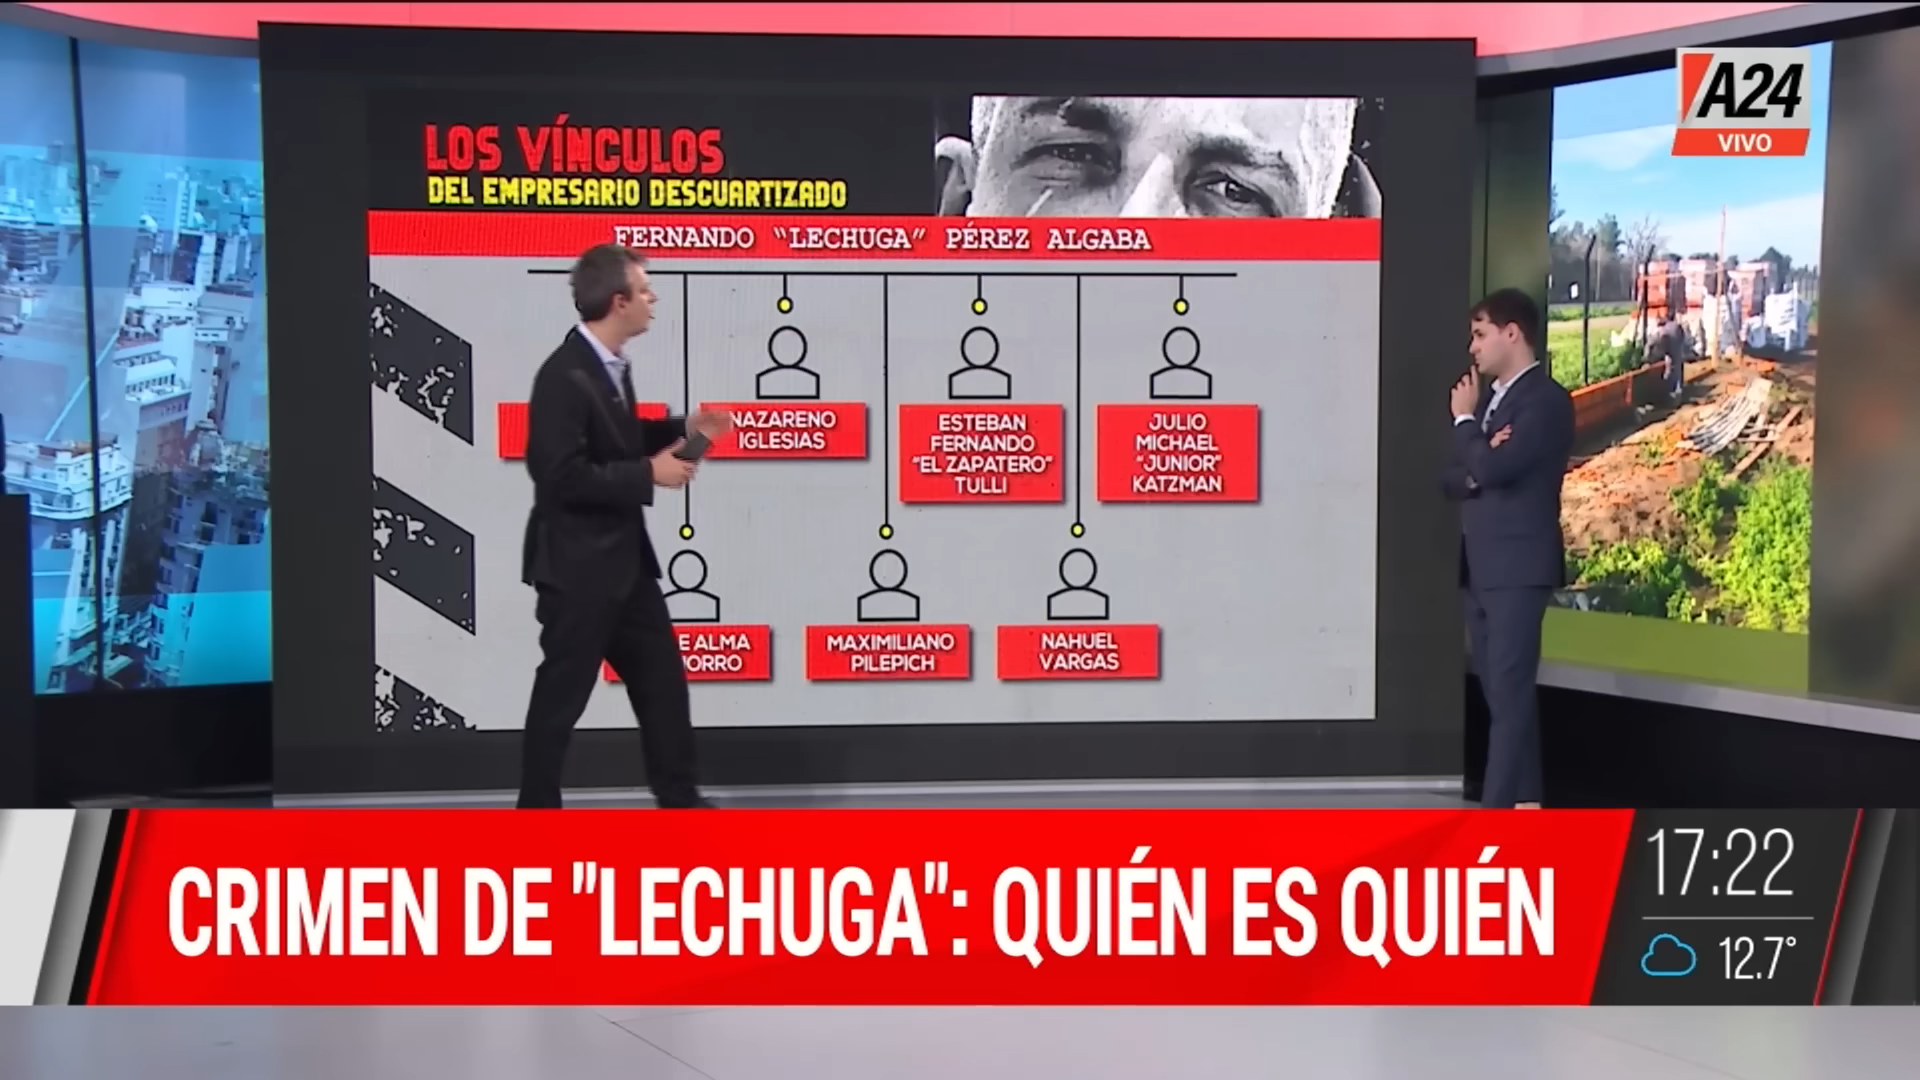 A24
VIVO
LOS VÍNCULOS
DEL EMPRESARIO DESCUARTIZADO
FERNANDO "LECHUGA" PÉREZ ALGABA
NAZARENO
IGLESIAS
ESTEBAN
FERNANDO
"EL ZAPATERO"
TULLI
JULIO
MICHAEL
"JUNIOR"
KATZMAN
ALMA
MAXIMILIANO
PILEPICH
NAHUEL
VARGAS
CRIMEN DE "LECHUGA": QUIÉN ES QUIÉN
17:22
12.7°